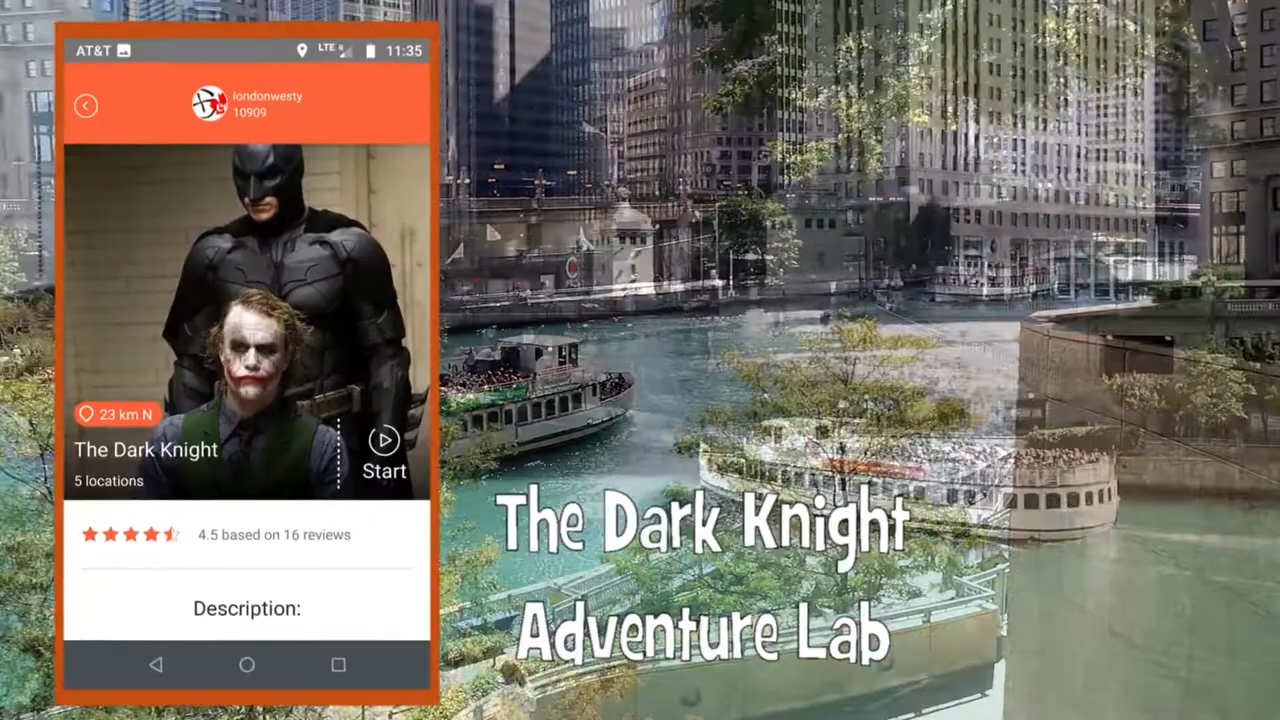 AT&T LTE R 11:35
londonwesty
10909
23 km N
The Dark Knight
Start
5 locations
4.5 based on 16 reviews
Description:
The Dark Knight
Adventure Lab